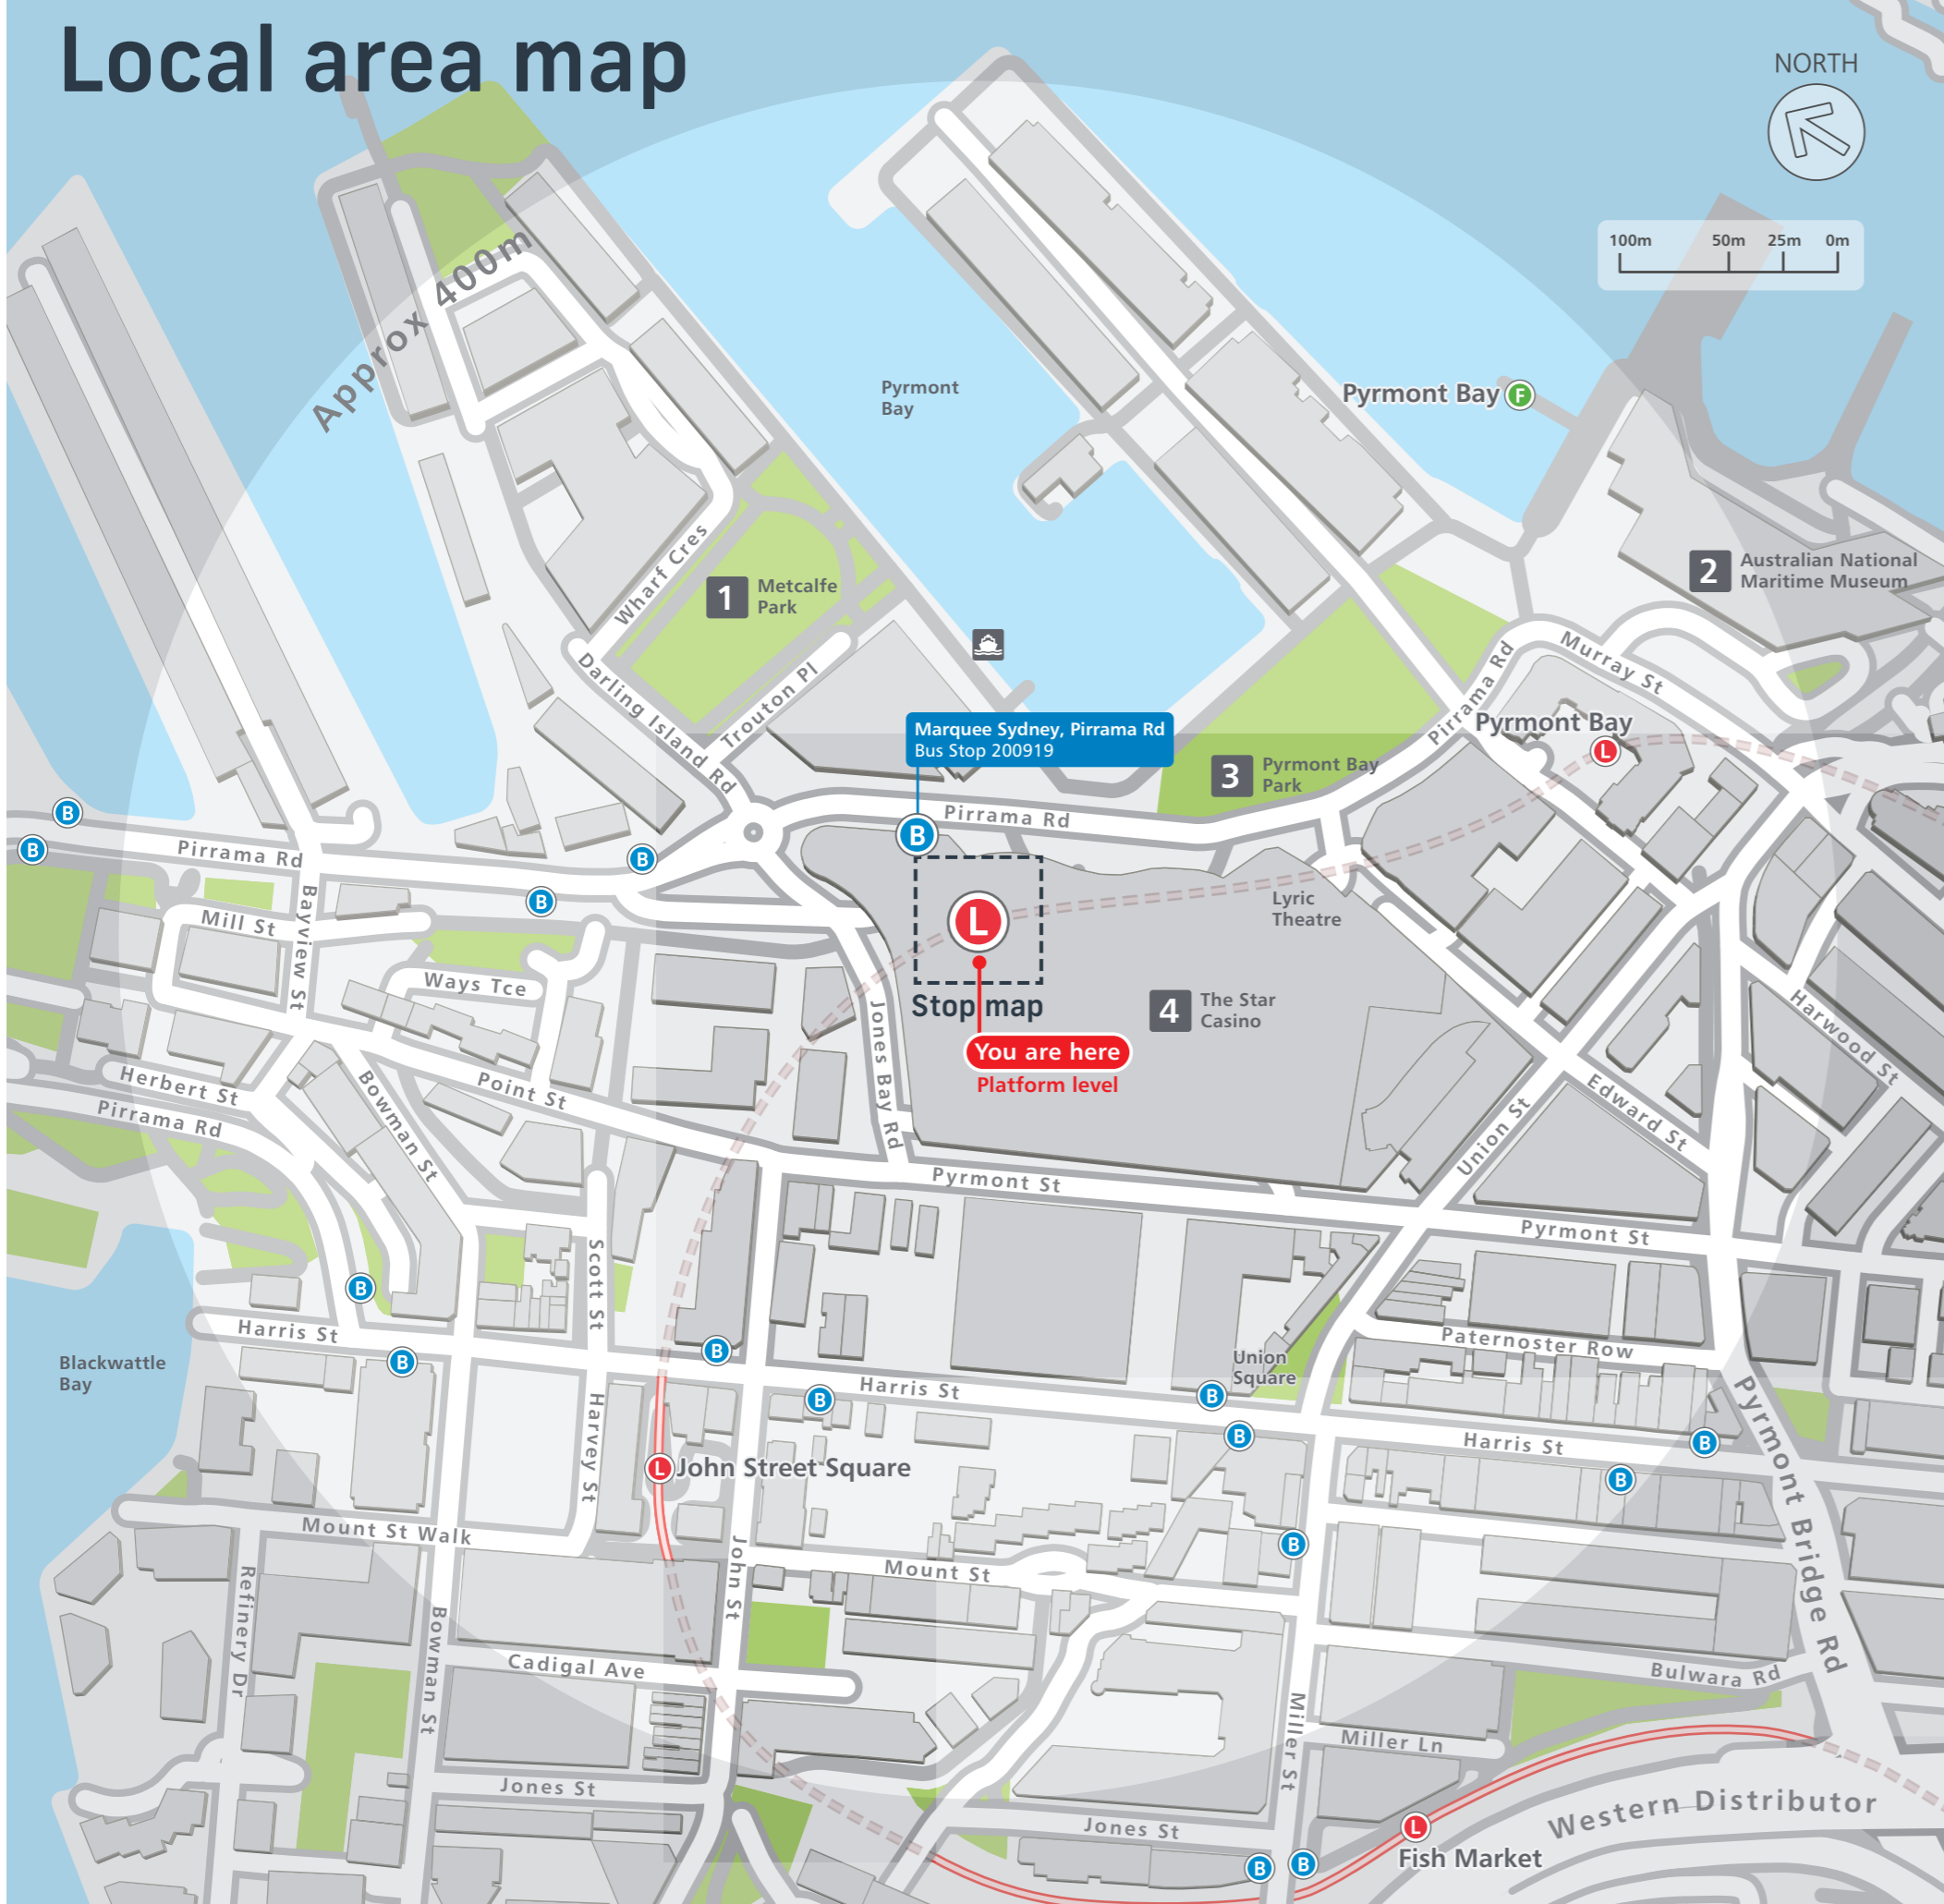 Local area map
NORTH
100m 50m 25m 0m
Approx 400m
Pyrmont
Bay
Pyrmont Bay F
2 Australian National
Maritime Museum
1 Metcalfe
Park
Wharf Cres
Darling Island Rd
Trouton Pl
Murray St
Pirrama Rd
Pyrmont Bay
L
Marquee Sydney, Pirrama Rd
Bus Stop 200919
3 Pyrmont Bay
Park
B
B
Pirrama Rd
B
Pirrama Rd
B
B
Mill St
Bayview St
L
Lyric
Theatre
Ways Tce
Stop map
4 The Star
Casino
You are here
Platform level
Jones Bay Rd
Harwood St
Herbert St
Pirrama Rd
Bowman St
Point St
Edward St
Union St
Pyrmont St
Pyrmont St
Scott St
B
Harris St
B
B
Paternoster Row
Blackwattle
Bay
Union
Square
Harris St
B
B
B
Harris St
B
B
Pyrmont Bridge Rd
Harvey St
L John Street Square
Mount St Walk
B
John St
Mount St
Refinery Dr
Bowman St
Cadigal Ave
Bulwara Rd
Miller St
Miller Ln
Jones St
Western Distributor
Jones St
L
Fish Market
B
B